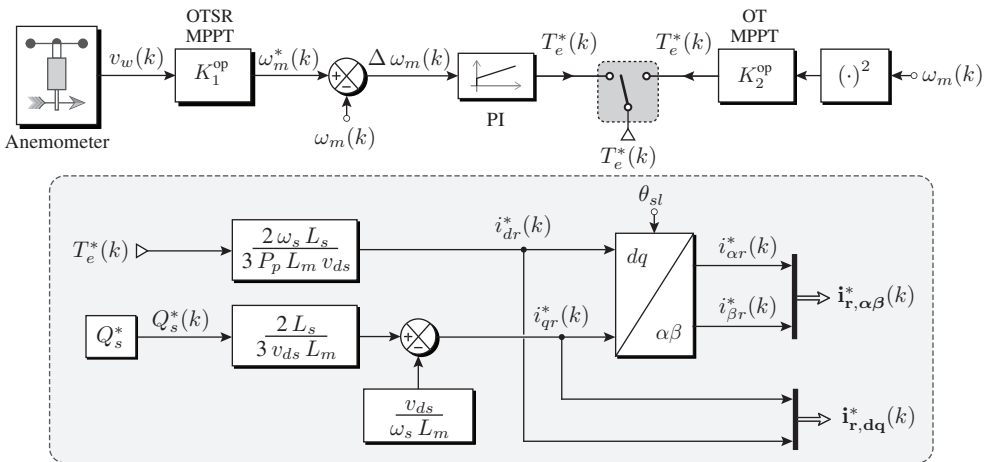 OTSR MPPT
OT MPPT
v_w(k)
K_1^op
ω_m^*(k)
+
−
Δ ω_m(k)
T_e^*(k)
T_e^*(k)
K_2^op
(·)^2
ω_m(k)
Anemometer
ω_m(k)
PI
T_e^*(k)
θ_sl
T_e^*(k)
2 ω_s L_s
3 P_p L_m v_ds
i_dr^*(k)
dq
αβ
i_αr^*(k)
i_r,αβ^*(k)
i_βr^*(k)
Q_s^*
Q_s^*(k)
2 L_s
3 v_ds L_m
+
−
i_qr^*(k)
v_ds
ω_s L_m
i_r,dq^*(k)